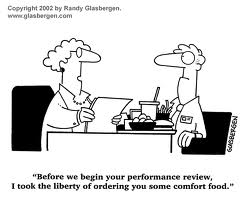 Copyright 2002 by Randy Glasbergen.
www.glasbergen.com
GLASBERGEN
“Before we begin your performance review,
I took the liberty of ordering you some comfort food.”